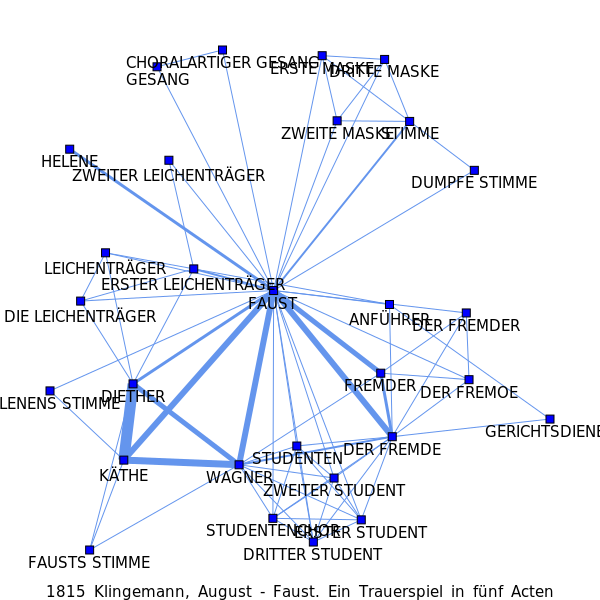 CHORALARTIGER GESANG
ERSTE MASKE
DRITTE MASKE
GESANG
ZWEITE MASKE
STIMME
HELENE
ZWEITER LEICHENTRÄGER
DUMPFE STIMME
LEICHENTRÄGER
ERSTER LEICHENTRÄGER
FAUST
DIE LEICHENTRÄGER
ANFÜHRER
DER FREMDER
FREMDER
DER FREMOE
LENENS STIMME
DIETHER
GERICHTSDIENE
DER FREMDE
STUDENTEN
KÄTHE
WAGNER
ZWEITER STUDENT
STUDENTENCHOR
ERSTER STUDENT
DRITTER STUDENT
FAUSTS STIMME
1815 Klingemann, August - Faust. Ein Trauerspiel in fünf Acten